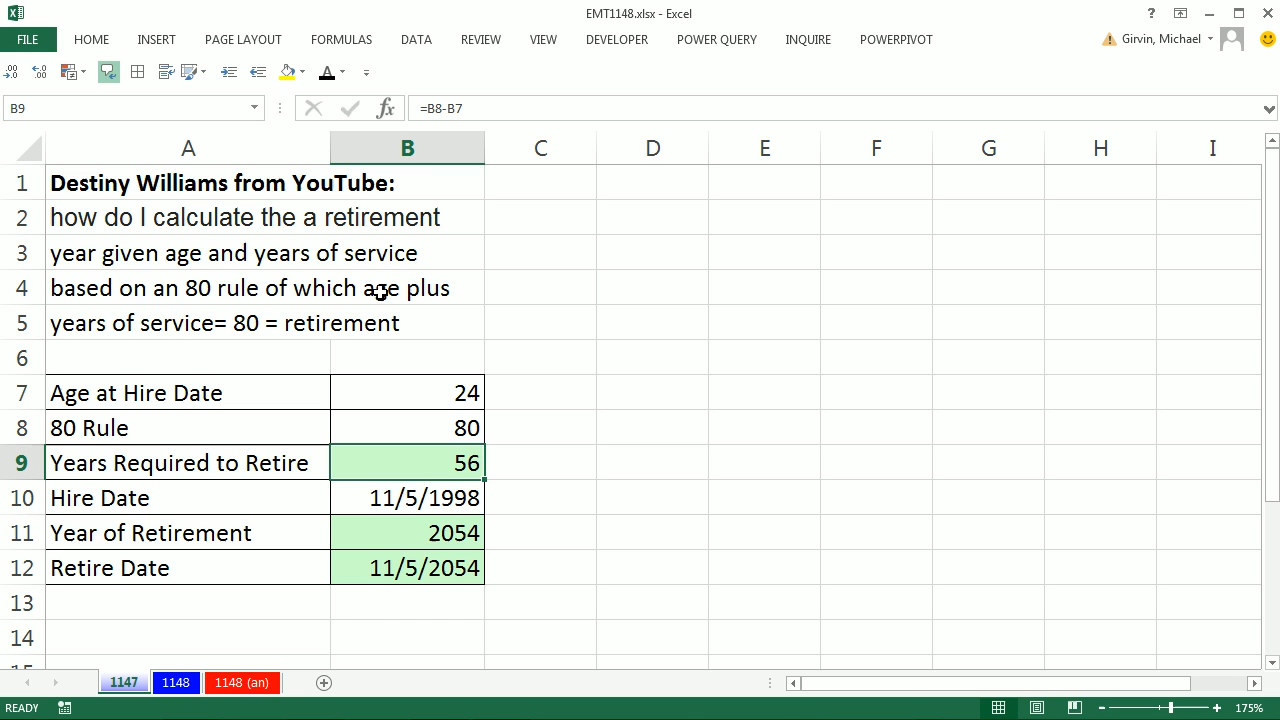 EMT1148.xlsx - Excel
FILE HOME INSERT PAGE LAYOUT FORMULAS DATA REVIEW VIEW DEVELOPER POWER QUERY INQUIRE POWERPIVOT Girvin, Michael
B9 fx =B8-B7
A B C D E F G H I
1 Destiny Williams from YouTube:
2 how do I calculate the a retirement
3 year given age and years of service
4 based on an 80 rule of which age plus
5 years of service= 80 = retirement
6
7 Age at Hire Date 24
8 80 Rule 80
9 Years Required to Retire 56
10 Hire Date 11/5/1998
11 Year of Retirement 2054
12 Retire Date 11/5/2054
13
14
15
1147 1148 1148 (an)
READY 175%